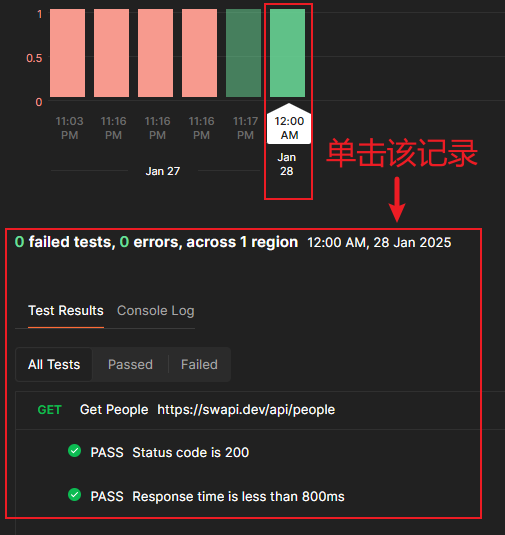 1
0.5
0
11:03 PM
11:16 PM
11:16 PM
11:16 PM
11:17 PM
12:00 AM
Jan 27
Jan 28
单击该记录
0 failed tests, 0 errors, across 1 region 12:00 AM, 28 Jan 2025
Test Results Console Log
All Tests Passed Failed
GET Get People https://swapi.dev/api/people
PASS Status code is 200
PASS Response time is less than 800ms